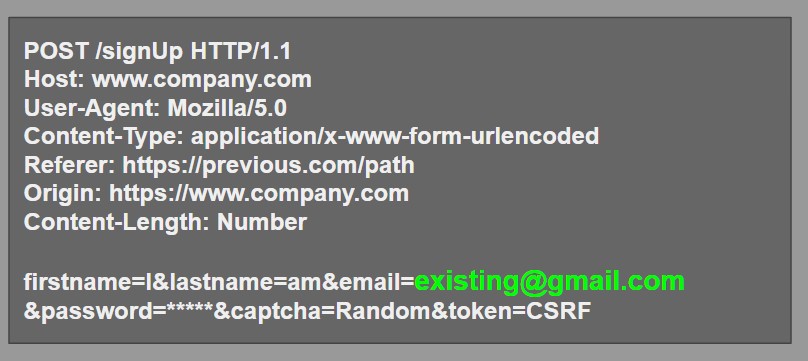 POST /signUp HTTP/1.1
Host: www.company.com
User-Agent: Mozilla/5.0
Content-Type: application/x-www-form-urlencoded
Referer: https://previous.com/path
Origin: https://www.company.com
Content-Length: Number
firstname=I&lastname=am&email=existing@gmail.com
&password=*****&captcha=Random&token=CSRF